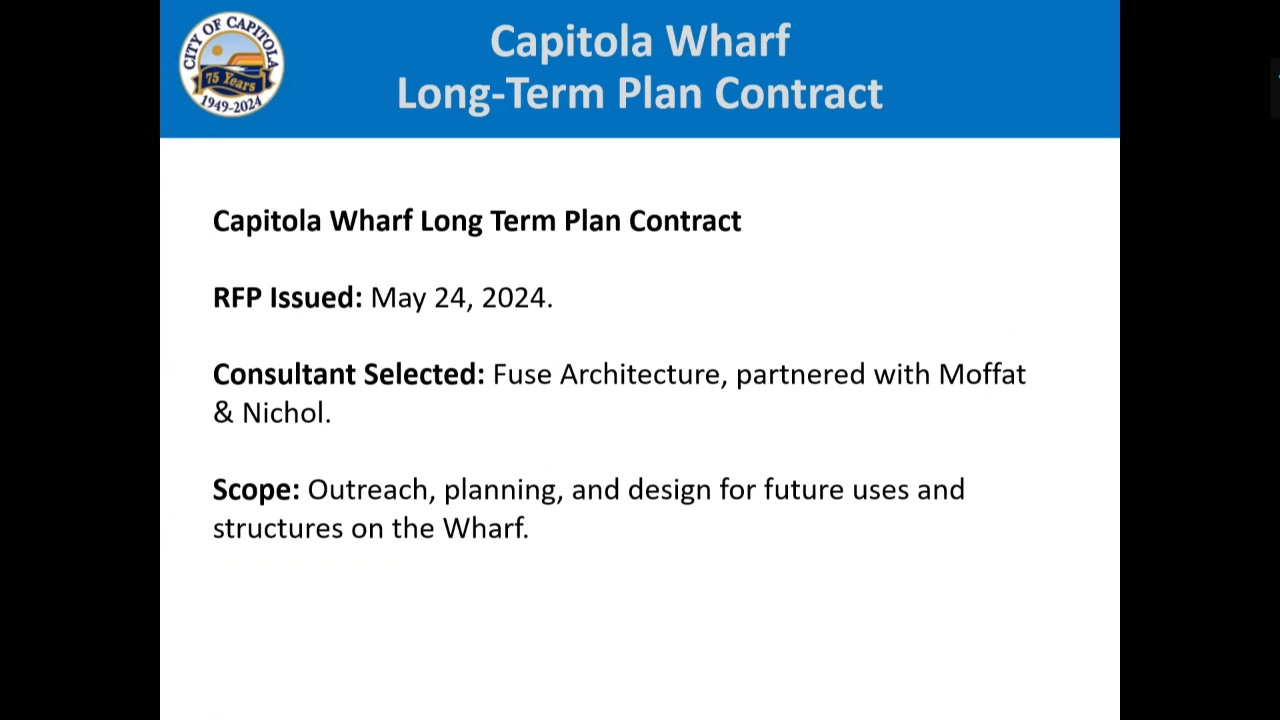 CITY OF CAPITOLA
75 Years
1949-2024
Capitola Wharf
Long-Term Plan Contract
Capitola Wharf Long Term Plan Contract
RFP Issued: May 24, 2024.
Consultant Selected: Fuse Architecture, partnered with Moffat
& Nichol.
Scope: Outreach, planning, and design for future uses and
structures on the Wharf.